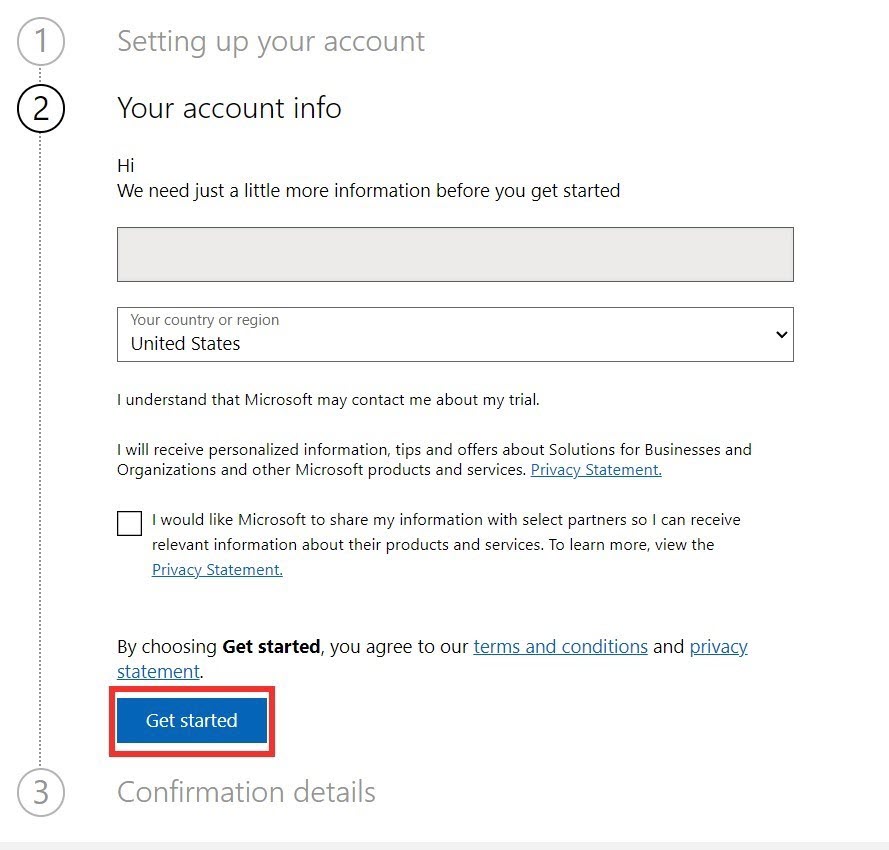 1 Setting up your account
2 Your account info
Hi
We need just a little more information before you get started
Your country or region
United States
I understand that Microsoft may contact me about my trial.
I will receive personalized information, tips and offers about Solutions for Businesses and
Organizations and other Microsoft products and services. Privacy Statement.
I would like Microsoft to share my information with select partners so I can receive
relevant information about their products and services. To learn more, view the
Privacy Statement.
By choosing Get started, you agree to our terms and conditions and privacy
statement.
Get started
3 Confirmation details